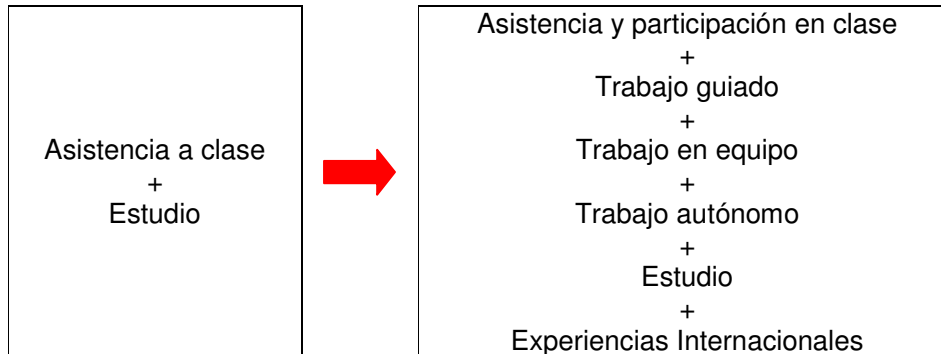 Asistencia a clase
+
Estudio
Asistencia y participación en clase
+
Trabajo guiado
+
Trabajo en equipo
+
Trabajo autónomo
+
Estudio
+
Experiencias Internacionales